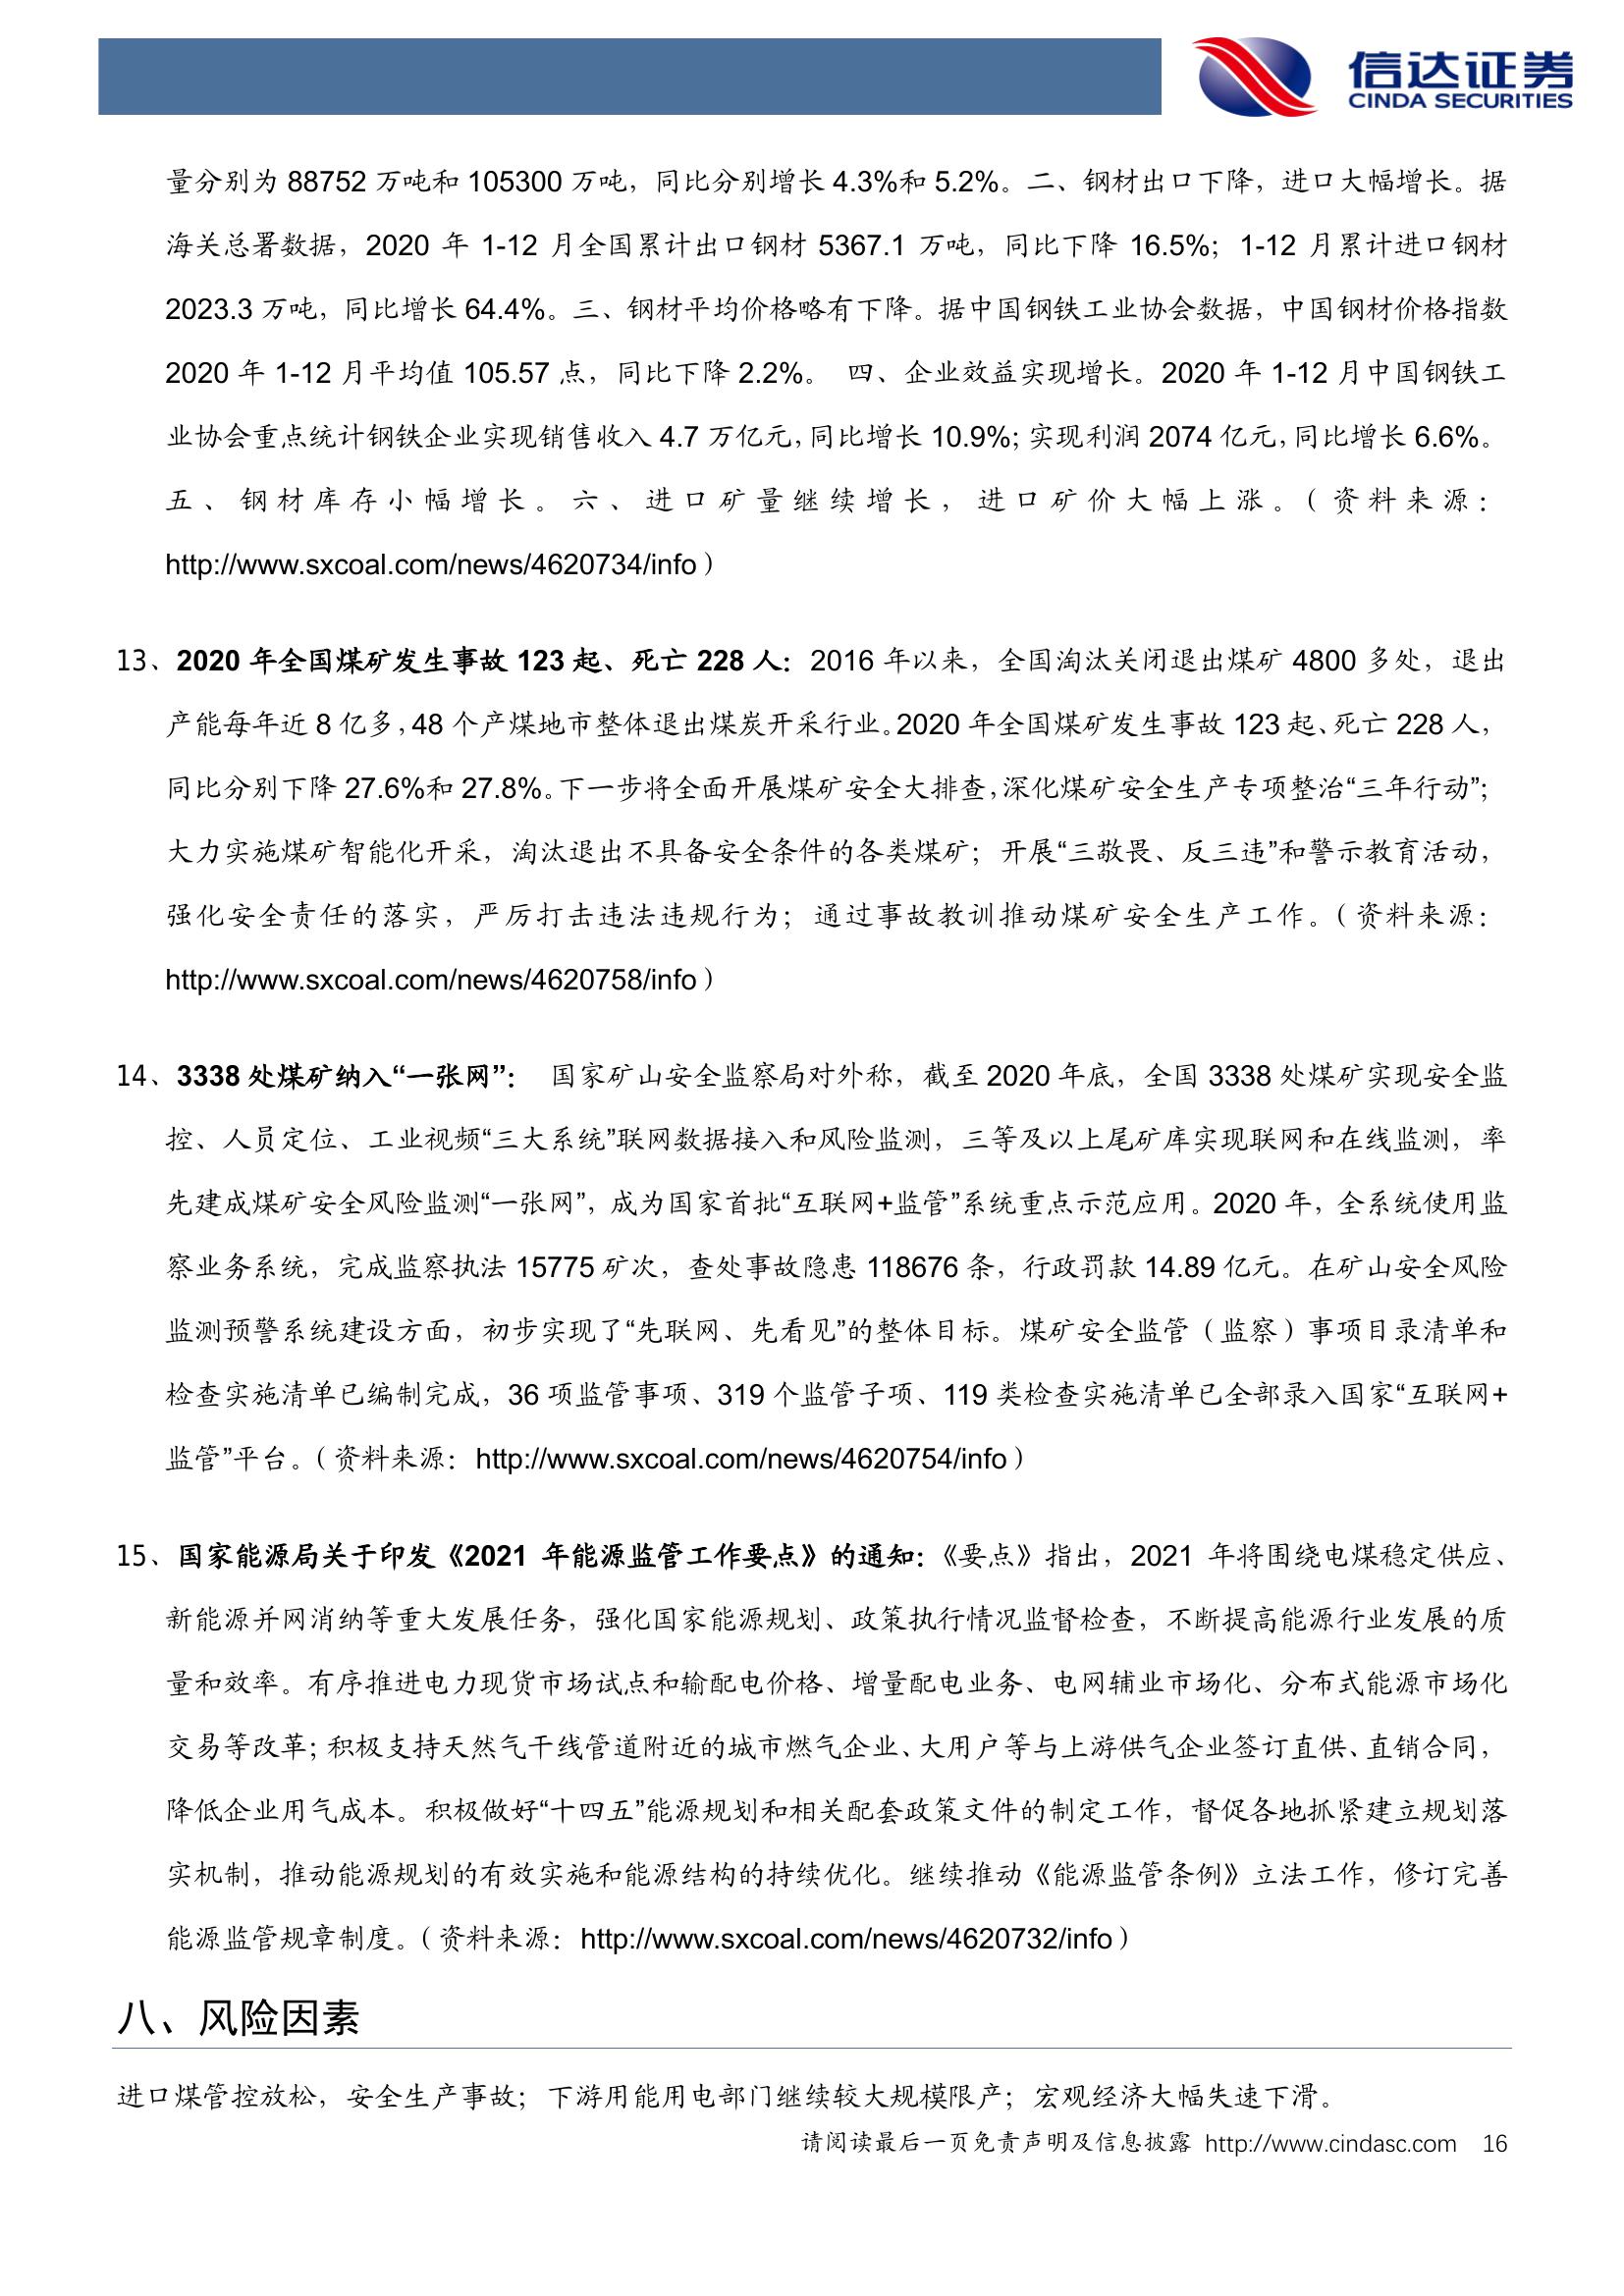 信达证券
CINDA SECURITIES
量分别为 88752 万吨和 105300 万吨，同比分别增长 4.3%和 5.2%。二、钢材出口下降，进口大幅增长。据
海关总署数据，2020 年 1-12 月全国累计出口钢材 5367.1 万吨，同比下降 16.5%；1-12 月累计进口钢材
2023.3 万吨，同比增长 64.4%。三、钢材平均价格略有下降。据中国钢铁工业协会数据，中国钢材价格指数
2020 年 1-12 月平均值 105.57 点，同比下降 2.2%。 四、企业效益实现增长。2020 年 1-12 月中国钢铁工
业协会重点统计钢铁企业实现销售收入 4.7 万亿元，同比增长 10.9%；实现利润 2074 亿元，同比增长 6.6%。
五、钢材库存小幅增长。六、进口矿量继续增长，进口矿价大幅上涨。（资料来源：
http://www.sxcoal.com/news/4620734/info）
13、2020 年全国煤矿发生事故 123 起、死亡 228 人：2016 年以来，全国淘汰关闭退出煤矿 4800 多处，退出
产能每年近 8 亿多，48 个产煤地市整体退出煤炭开采行业。2020 年全国煤矿发生事故 123 起、死亡 228 人，
同比分别下降 27.6%和 27.8%。下一步将全面开展煤矿安全大排查，深化煤矿安全生产专项整治“三年行动”；
大力实施煤矿智能化开采，淘汰退出不具备安全条件的各类煤矿；开展“三敬畏、反三违”和警示教育活动，
强化安全责任的落实，严厉打击违法违规行为；通过事故教训推动煤矿安全生产工作。（资料来源：
http://www.sxcoal.com/news/4620758/info）
14、3338 处煤矿纳入“一张网”： 国家矿山安全监察局对外称，截至 2020 年底，全国 3338 处煤矿实现安全监
控、人员定位、工业视频“三大系统”联网数据接入和风险监测，三等及以上尾矿库实现联网和在线监测，率
先建成煤矿安全风险监测“一张网”，成为国家首批“互联网+监管”系统重点示范应用。2020 年，全系统使用监
察业务系统，完成监察执法 15775 矿次，查处事故隐患 118676 条，行政罚款 14.89 亿元。在矿山安全风险
监测预警系统建设方面，初步实现了“先联网、先看见”的整体目标。煤矿安全监管（监察）事项目录清单和
检查实施清单已编制完成，36 项监管事项、319 个监管子项、119 类检查实施清单已全部录入国家“互联网+
监管”平台。（资料来源：http://www.sxcoal.com/news/4620754/info）
15、国家能源局关于印发《2021 年能源监管工作要点》的通知：《要点》指出，2021 年将围绕电煤稳定供应、
新能源并网消纳等重大发展任务，强化国家能源规划、政策执行情况监督检查，不断提高能源行业发展的质
量和效率。有序推进电力现货市场试点和输配电价格、增量配电业务、电网辅业市场化、分布式能源市场化
交易等改革；积极支持天然气干线管道附近的城市燃气企业、大用户等与上游供气企业签订直供、直销合同，
降低企业用气成本。积极做好“十四五”能源规划和相关配套政策文件的制定工作，督促各地抓紧建立规划落
实机制，推动能源规划的有效实施和能源结构的持续优化。继续推动《能源监管条例》立法工作，修订完善
能源监管规章制度。（资料来源：http://www.sxcoal.com/news/4620732/info）
八、风险因素
进口煤管控放松，安全生产事故；下游用能用电部门继续较大规模限产；宏观经济大幅失速下滑。
请阅读最后一页免责声明及信息披露 http://www.cindasc.com 16